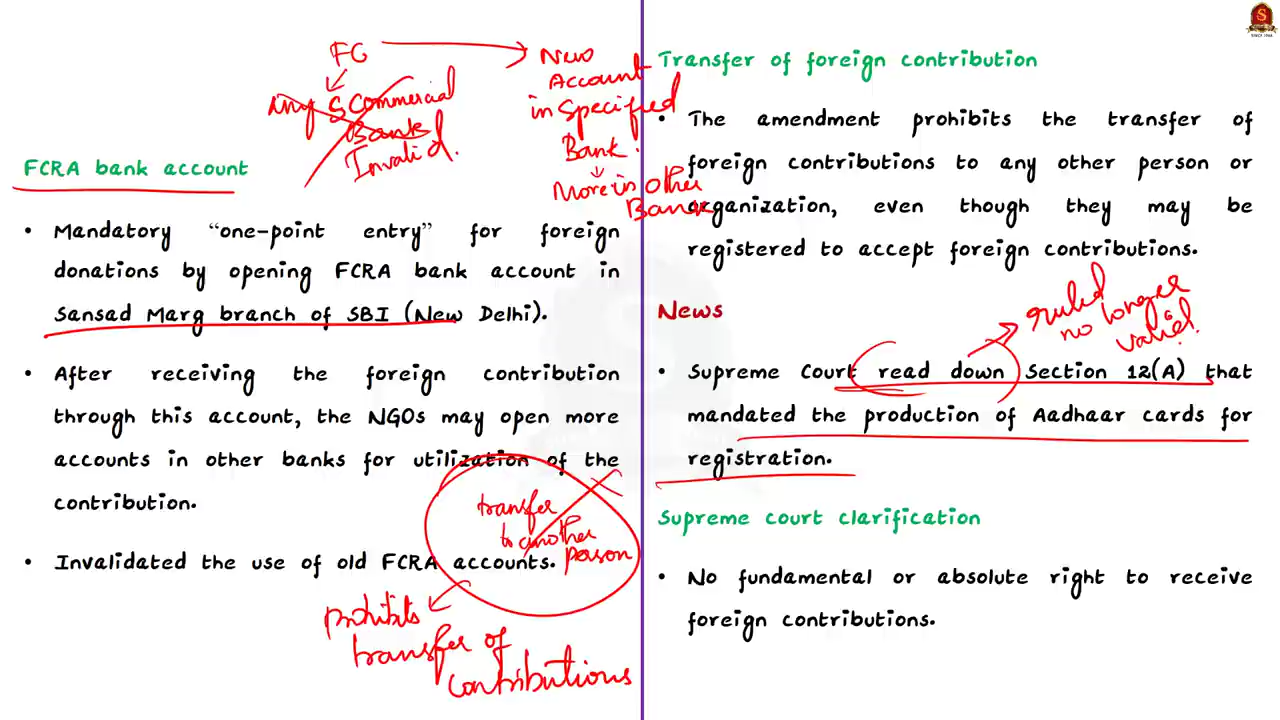 FC
Any S Commercial
Bank
Invalid.
New
Account
in Specified
Bank.
More in other
Bank
FCRA bank account
• Mandatory “one-point entry” for foreign
donations by opening FCRA bank account in
Sansad Marg branch of SBI (New Delhi).
• After receiving the foreign contribution
through this account, the NGOs may open more
accounts in other banks for utilization of the
contribution.
transfer
to another
person
• Invalidated the use of old FCRA accounts.
prohibits
transfer of
contributions
Transfer of foreign contribution
• The amendment prohibits the transfer of
foreign contributions to any other person or
organization, even though they may be
registered to accept foreign contributions.
News
ruled
no longer
valid.
• Supreme Court read down Section 12(A) that
mandated the production of Aadhaar cards for
registration.
Supreme court clarification
• No fundamental or absolute right to receive
foreign contributions.